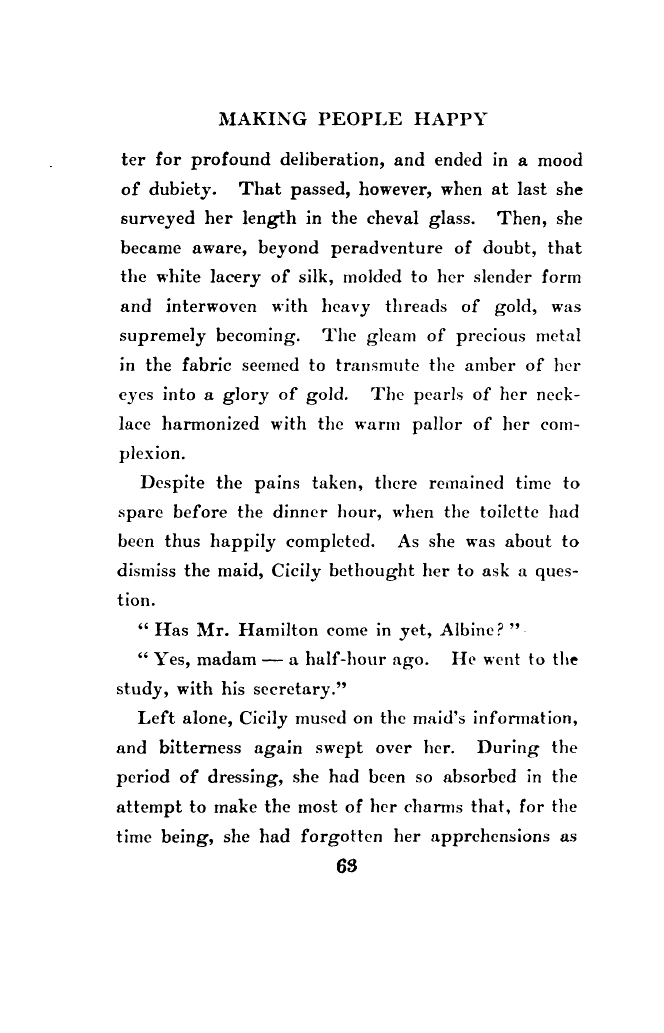 MAKING PEOPLE HAPPY
ter for profound deliberation, and ended in a mood
of dubiety. That passed, however, when at last she
surveyed her length in the cheval glass. Then, she
became aware, beyond peradventure of doubt, that
the white lacery of silk, molded to her slender form
and interwoven with heavy threads of gold, was
supremely becoming. The gleam of precious metal
in the fabric seemed to transmute the amber of her
eyes into a glory of gold. The pearls of her neck-
lace harmonized with the warm pallor of her com-
plexion.
Despite the pains taken, there remained time to
spare before the dinner hour, when the toilette had
been thus happily completed. As she was about to
dismiss the maid, Cicily bethought her to ask a ques-
tion.
“ Has Mr. Hamilton come in yet, Albine? ”
“ Yes, madam — a half-hour ago. He went to the
study, with his secretary.”
Left alone, Cicily mused on the maid's information,
and bitterness again swept over her. During the
period of dressing, she had been so absorbed in the
attempt to make the most of her charms that, for the
time being, she had forgotten her apprehensions as
63